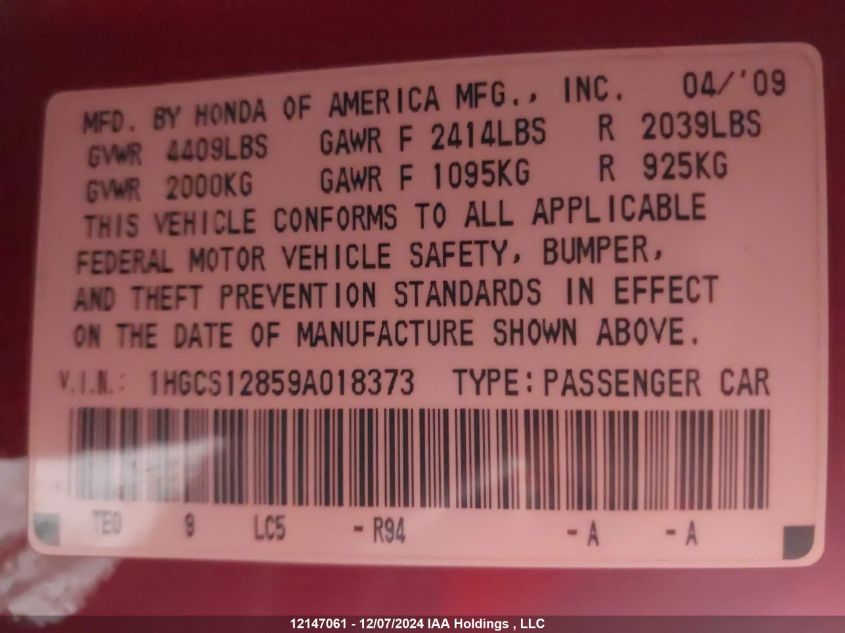 MFD. BY HONDA OF AMERICA MFG., INC. 04/'09
GVWR 4409LBS GAWR F 2414LBS R 2039LBS
GVWR 2000KG GAWR F 1095KG R 925KG
THIS VEHICLE CONFORMS TO ALL APPLICABLE
FEDERAL MOTOR VEHICLE SAFETY, BUMPER,
AND THEFT PREVENTION STANDARDS IN EFFECT
ON THE DATE OF MANUFACTURE SHOWN ABOVE.
V.I.N.: 1HGCS12859A018373 TYPE: PASSENGER CAR
TE0 9 LC5 - R94 - A - A
12147061 - 12/07/2024 IAA Holdings , LLC